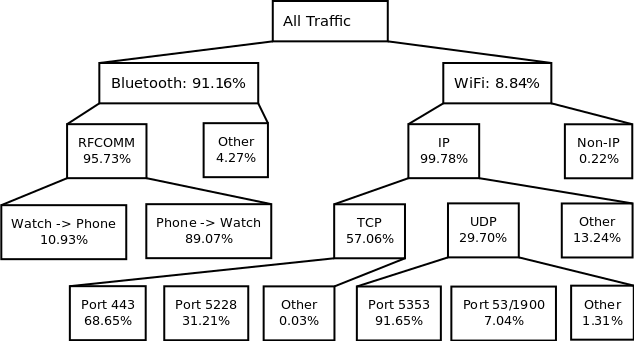 All Traffic
Bluetooth: 91.16%
WiFi: 8.84%
RFCOMM
95.73%
Other
4.27%
IP
99.78%
Non-IP
0.22%
Watch -> Phone
10.93%
Phone -> Watch
89.07%
TCP
57.06%
UDP
29.70%
Other
13.24%
Port 443
68.65%
Port 5228
31.21%
Other
0.03%
Port 5353
91.65%
Port 53/1900
7.04%
Other
1.31%